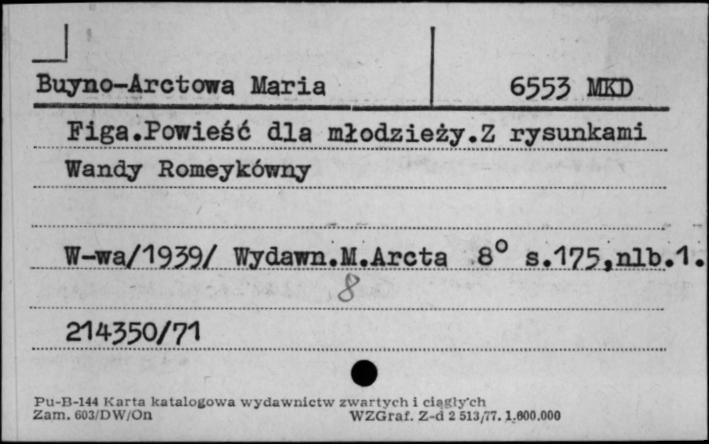 Buyno-Arctowa Maria 6553 MKD
Figa.Powieść dla młodzieży.Z rysunkami
Wandy Romeykówny
W-wa/1939/ Wydawn.M.Arcta 8° s.175,nlb.1.
8
214350/71
Pu-B-144 Karta katalogowa wydawnictw zwartych i ciągłych
Zam. 603/DW/On WZGraf. Z-d 2 513/77. 1.000.000